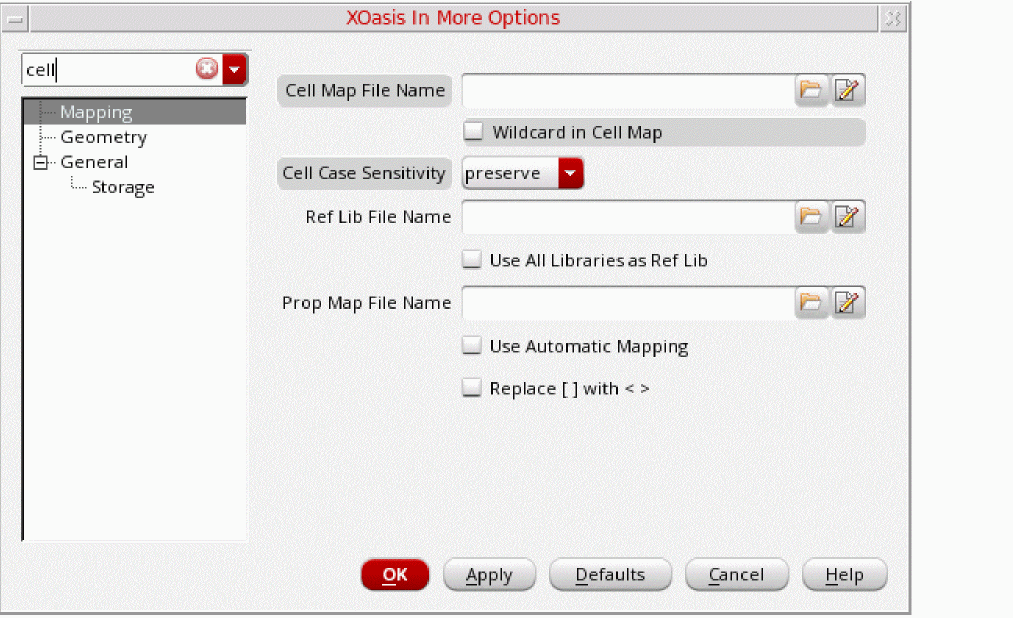 XOasis In More Options
cell
Mapping
Geometry
General
Storage
Cell Map File Name
Wildcard in Cell Map
Cell Case Sensitivity preserve
Ref Lib File Name
Use All Libraries as Ref Lib
Prop Map File Name
Use Automatic Mapping
Replace [ ] with < >
OK Apply Defaults Cancel Help